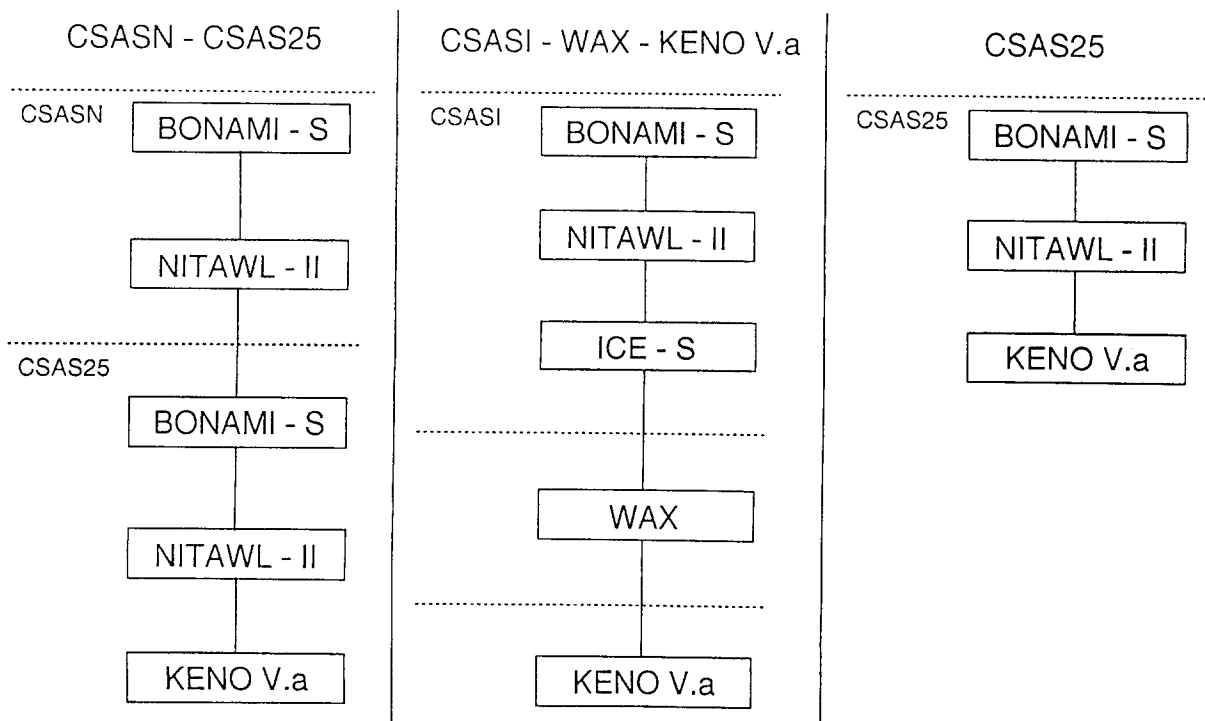 CSASN - CSAS25
CSASN
BONAMI - S
NITAWL - II
CSAS25
BONAMI - S
NITAWL - II
KENO V.a
CSASI - WAX - KENO V.a
CSASI
BONAMI - S
NITAWL - II
ICE - S
WAX
KENO V.a
CSAS25
CSAS25
BONAMI - S
NITAWL - II
KENO V.a